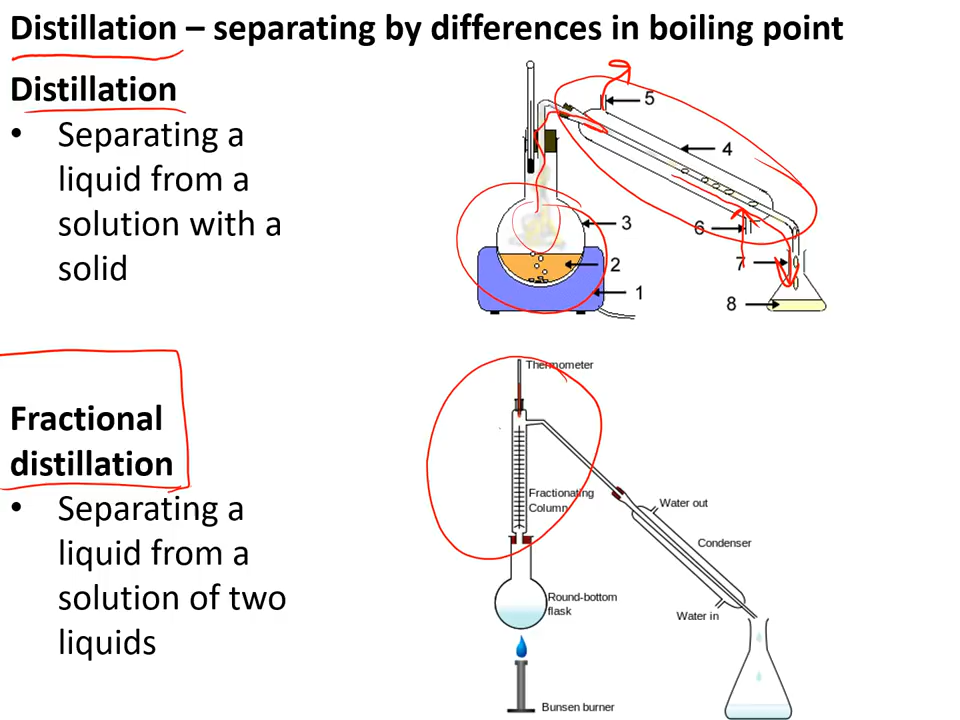 Distillation – separating by differences in boiling point
Distillation
• Separating a
liquid from a
solution with a
solid
5
4
3
6
2
7
1
8
Fractional
distillation
• Separating a
liquid from a
solution of two
liquids
Thermometer
Fractionating
Column
Water out
Condenser
Round-bottom
flask
Water in
Bunsen burner